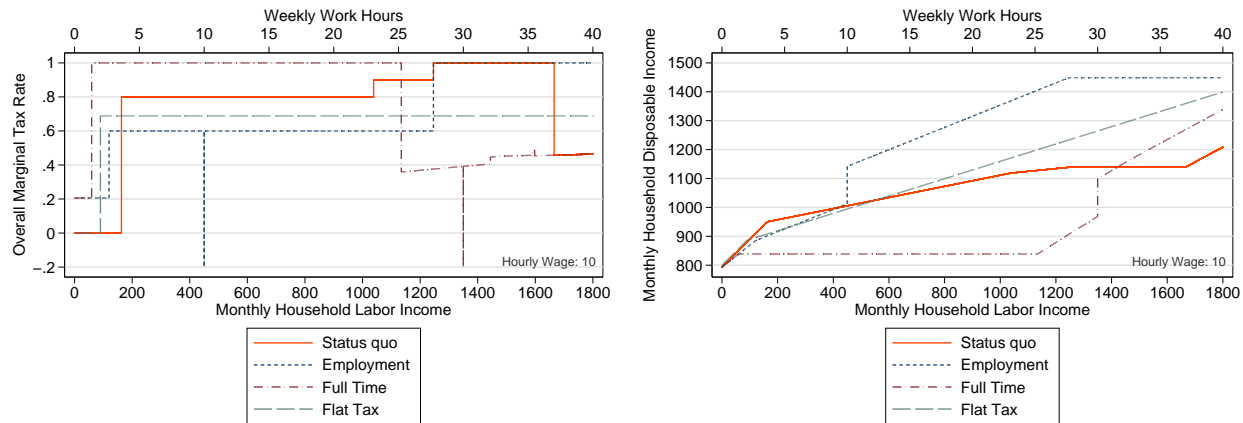 Weekly Work Hours
0 5 10 15 20 25 30 35 40
Overall Marginal Tax Rate
1
.8
.6
.4
.2
0
-.2
Hourly Wage: 10
0 200 400 600 800 1000 1200 1400 1600 1800
Monthly Household Labor Income
Status quo
Employment
Full Time
Flat Tax
Weekly Work Hours
0 5 10 15 20 25 30 35 40
Monthly Household Disposable Income
1500
1400
1300
1200
1100
1000
900
800
Hourly Wage: 10
0 200 400 600 800 1000 1200 1400 1600 1800
Monthly Household Labor Income
Status quo
Employment
Full Time
Flat Tax